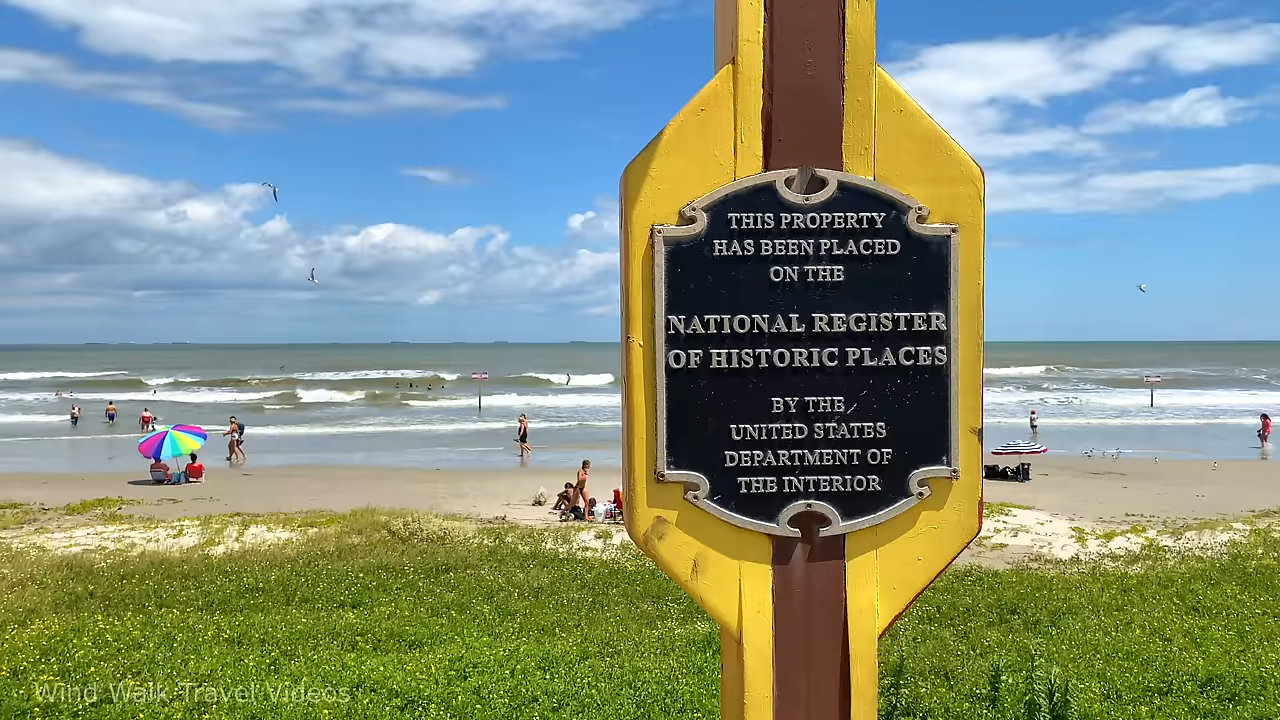 THIS PROPERTY
HAS BEEN PLACED
ON THE
NATIONAL REGISTER
OF HISTORIC PLACES
BY THE
UNITED STATES
DEPARTMENT OF
THE INTERIOR
Wind Walk Travel Videos